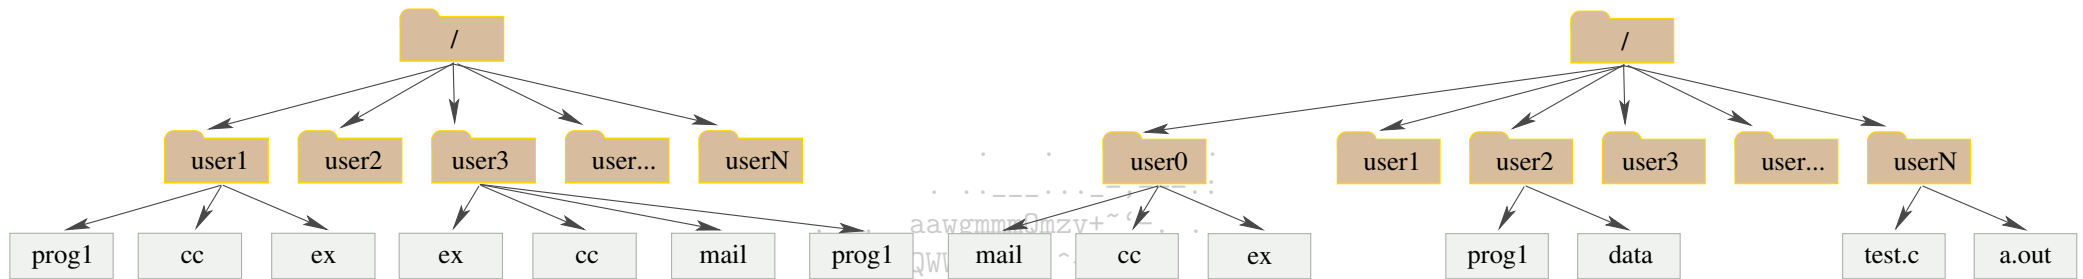 / /
user1 user2 user3 user... userN user0 user1 user2 user3 user... userN
prog1 cc ex ex cc mail prog1 mail cc ex prog1 data test.c a.out